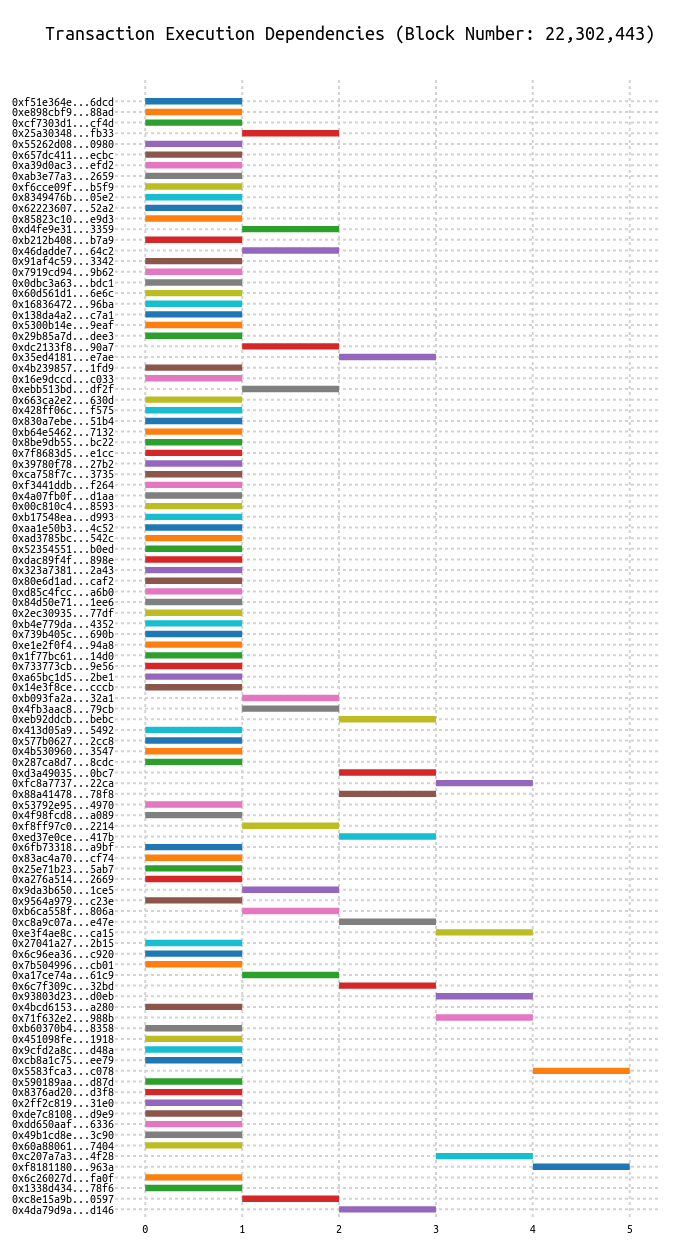 Transaction Execution Dependencies (Block Number: 22,302,443)
0xf51e364e...6dcd
0xe898cbf9...88ad
0xcf7303d1...cf4d
0x25a30348...fb33
0x55262d08...0980
0x657dc411...ecbc
0xa39d0ac3...efd2
0xab3e77a3...2659
0xf6cce09f...b5f9
0x8349476b...05e2
0x62223607...52a2
0x85823c10...e9d3
0xd4fe9e31...3359
0xb212b408...b7a9
0x46dadde7...64c2
0x91af4c59...3342
0x7919cd94...9b62
0x0dbc3a63...bdc1
0x60d561d1...6e6c
0x16836472...96ba
0x138da4a2...c7a1
0x5300b14e...9eaf
0x29b85a7d...dee3
0xdc2133f8...90a7
0x35ed4181...e7ae
0x4b239857...1fd9
0x16e9dccd...c033
0xebb513bd...df2f
0x663ca2e2...630d
0x428ff06c...f575
0x830a7ebe...51b4
0xb64e5462...7132
0x8be9db55...bc22
0x7f8683d5...e1cc
0x39780f78...27b2
0xca758f7c...3735
0xf3441ddb...f264
0x4a07fb0f...d1aa
0x00c810c4...8593
0xb17548ea...d993
0xaa1e50b3...4c52
0xad3785bc...542c
0x52354551...b0ed
0xdac89f4f...898e
0x323a7381...2a43
0x80e6d1ad...caf2
0xd85c4fcc...a6b0
0x84d50e71...1ee6
0x2ec30935...77df
0xb4e779da...4352
0x739b405c...690b
0xe1e2f0f4...94a8
0x1f77bc61...14d0
0x733773cb...9e56
0xa65bc1d5...2be1
0x14e3f8ce...cccb
0xb093fa2a...32a1
0x4fb3aac8...79cb
0xeb92ddcb...bebc
0x413d05a9...5492
0x577b0627...2cc8
0x4b530960...3547
0x287ca8d7...8cdc
0xd3a49035...0bc7
0xfc8a7737...22ca
0x88a41478...78f8
0x53792e95...4970
0x4f98fcd8...a089
0xf8ff97c0...2214
0xed37e0ce...417b
0x6fb73318...a9bf
0x83ac4a70...cf74
0x25e71b23...5ab7
0xa276a514...2669
0x9da3b650...1ce5
0x9564a979...c23e
0xb6ca558f...806a
0xc8a9c07a...e47e
0xe3f4ae8c...ca15
0x27041a27...2b15
0x6c96ea36...c920
0x7b504996...cb01
0xa17ce74a...61c9
0x6c7f309c...32bd
0x93803d23...d0eb
0x4bcd6153...a280
0x71f632e2...988b
0xb60370b4...8358
0x451098fe...1918
0x9cfd2a8c...d48a
0xcb8a1c75...ee79
0x5583fca3...c078
0x590189aa...d87d
0x8376ad20...d3f8
0x2ff2c819...31e0
0xde7c8108...d9e9
0xdd650aaf...6336
0x49b1cd8e...3c90
0x60a88061...7404
0xc207a7a3...4f28
0xf8181180...963a
0x6c26027d...fa0f
0x1338d434...78f6
0xc8e15a9b...0597
0x4da79d9a...d146
0 1 2 3 4 5